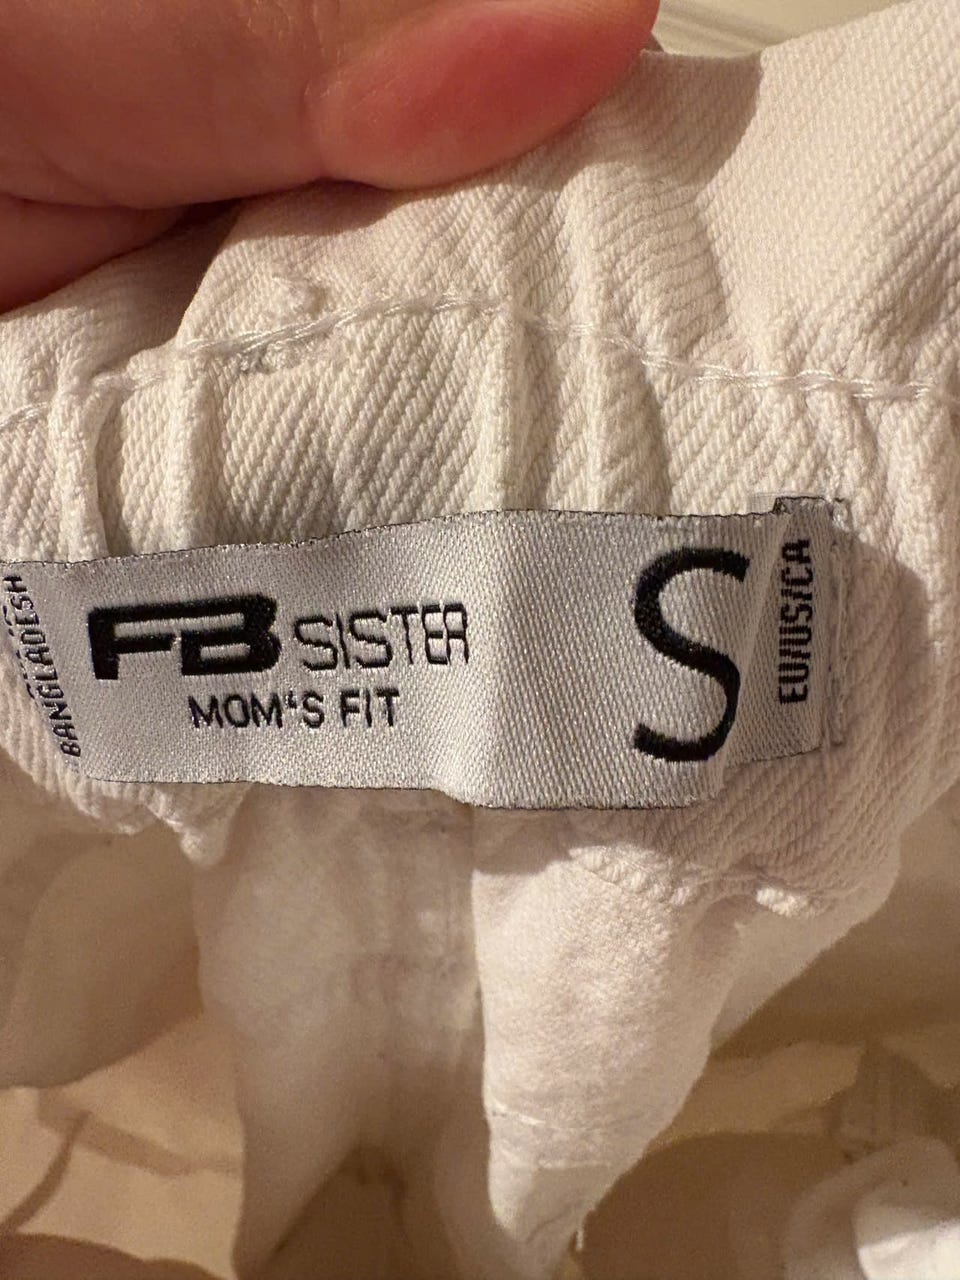 FB SISTER
MOM'S FIT
S
EU/US/CA
BANGLADESH